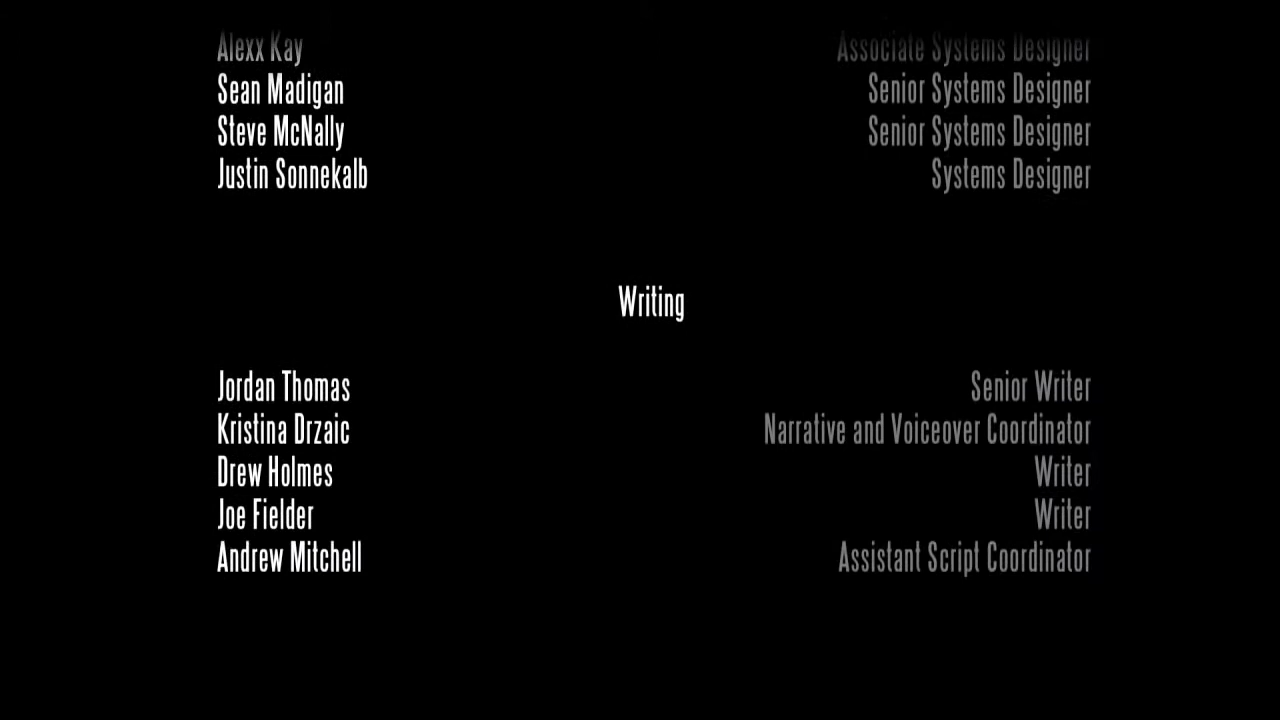 Alexx Kay Associate Systems Designer
Sean Madigan Senior Systems Designer
Steve McNally Senior Systems Designer
Justin Sonnekalb Systems Designer
Writing
Jordan Thomas Senior Writer
Kristina Drzaic Narrative and Voiceover Coordinator
Drew Holmes Writer
Joe Fielder Writer
Andrew Mitchell Assistant Script Coordinator